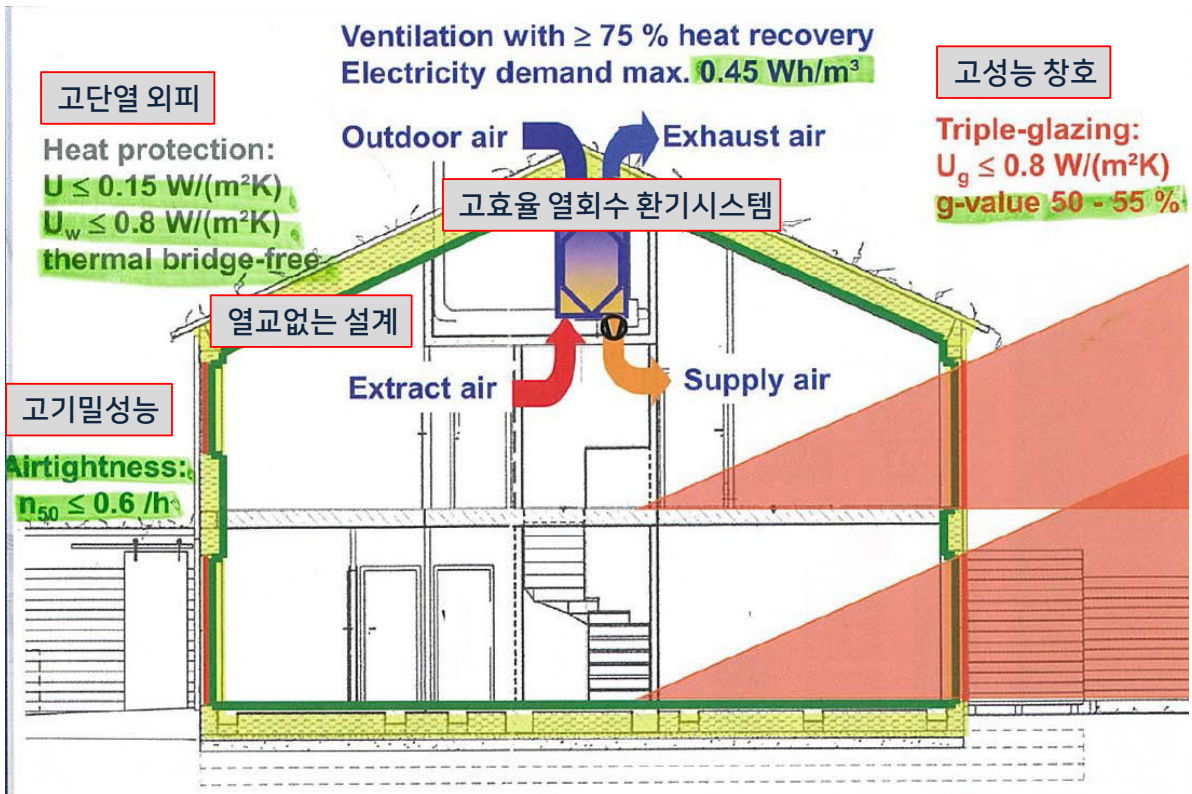 Ventilation with ≥ 75 % heat recovery
Electricity demand max. 0.45 Wh/m³
고단열 외피
Heat protection:
U ≤ 0.15 W/(m²K)
U_w ≤ 0.8 W/(m²K)
thermal bridge-free
고성능 창호
Triple-glazing:
U_g ≤ 0.8 W/(m²K)
g-value 50 - 55 %
Outdoor air
Exhaust air
고효율 열회수 환기시스템
열교없는 설계
Extract air
Supply air
고기밀성능
Airtightness:
n₅₀ ≤ 0.6 /h